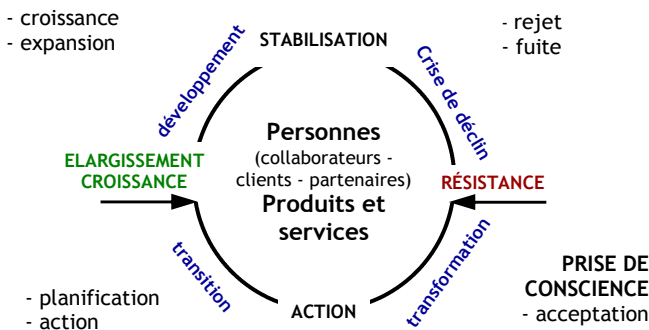 - croissance
- expansion
STABILISATION
- rejet
- fuite
développement
Crise de déclin
Personnes
(collaborateurs -
clients - partenaires)
Produits et
services
ELARGISSEMENT
CROISSANCE
RÉSISTANCE
transition
transformation
ACTION
- planification
- action
PRISE DE
CONSCIENCE
- acceptation